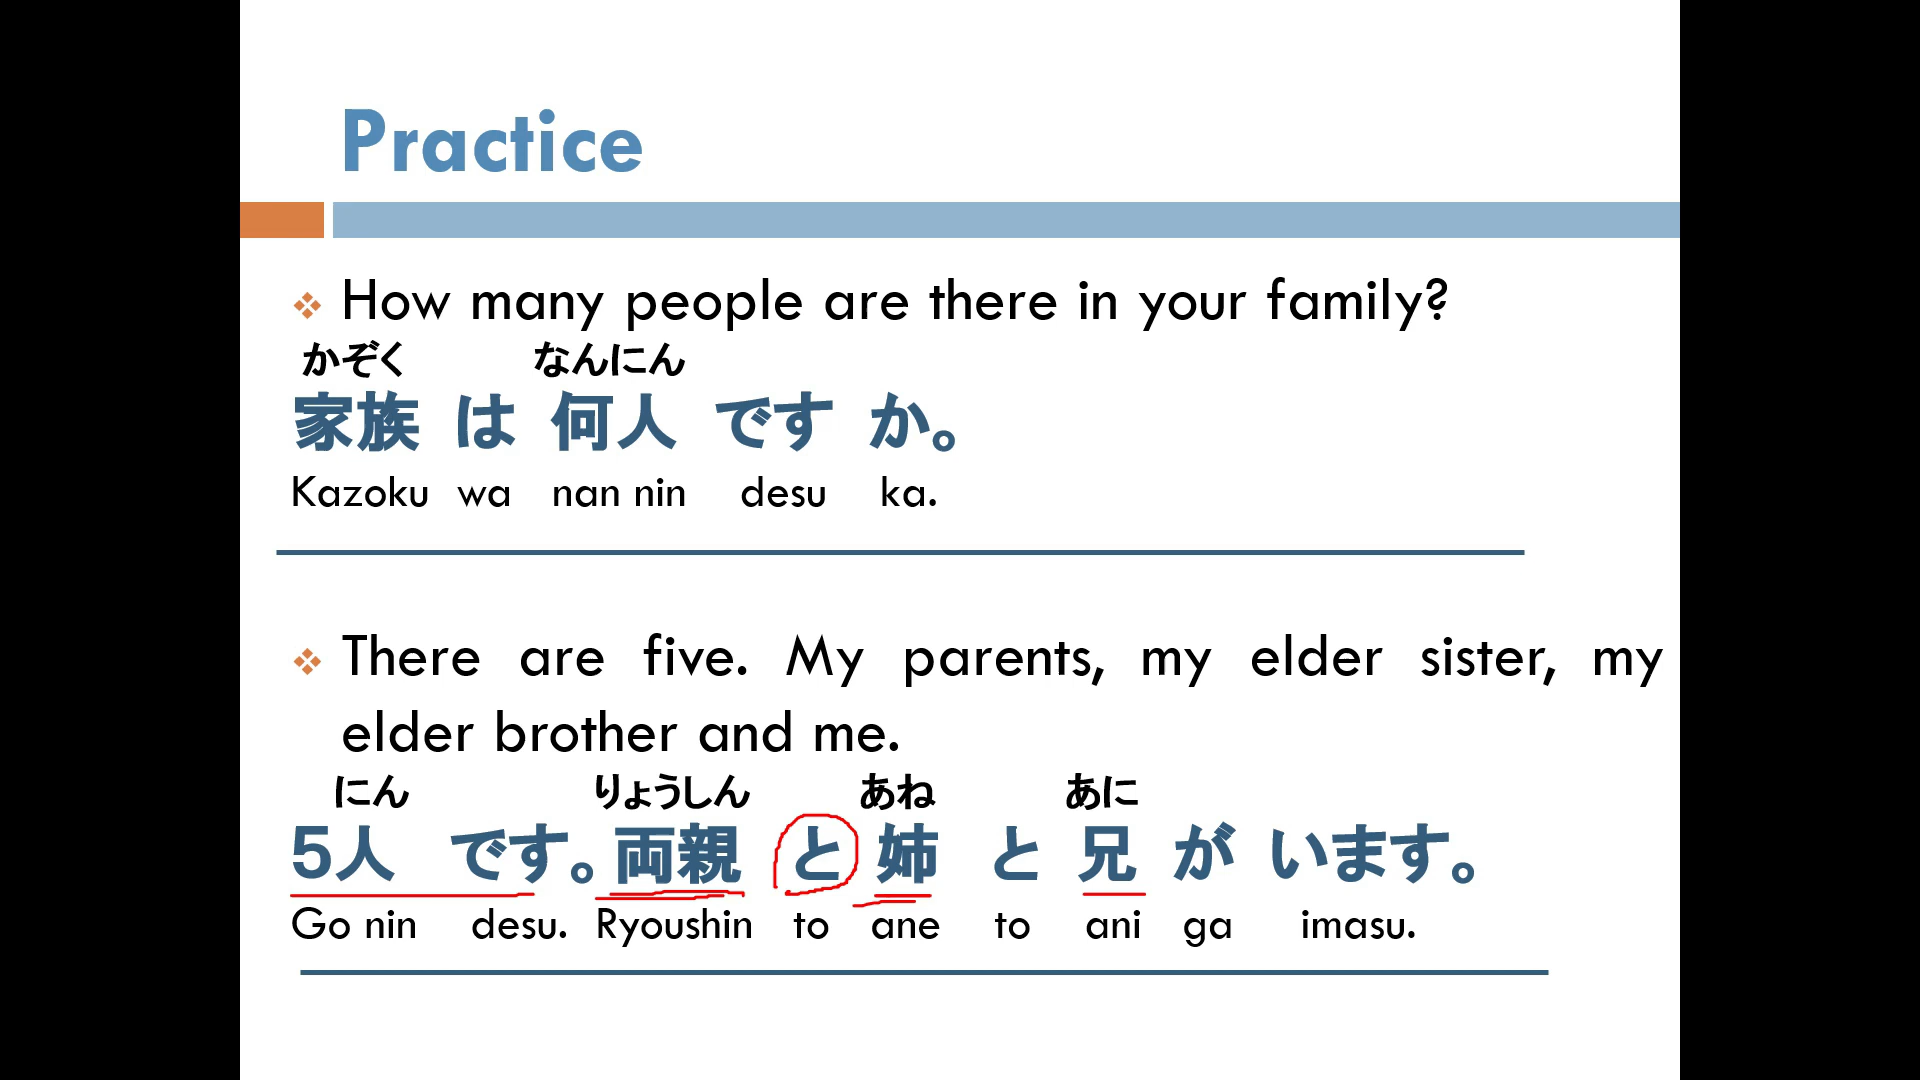 Practice
How many people are there in your family?
かぞく なんにん
家族 は 何人 です か。
Kazoku wa nan nin desu ka.
There are five. My parents, my elder sister, my
elder brother and me.
にん りょうしん あね あに
5人 です。両親 と 姉 と 兄 が います。
Go nin desu. Ryoushin to ane to ani ga imasu.